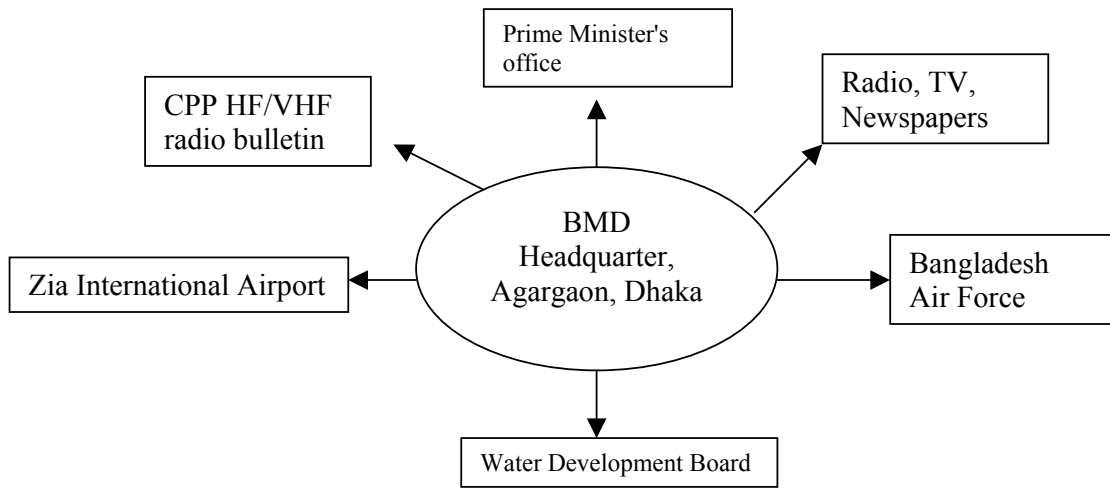 Prime Minister's
office
CPP HF/VHF
radio bulletin
Radio, TV,
Newspapers
BMD
Headquarter,
Agargaon, Dhaka
Zia International Airport
Bangladesh
Air Force
Water Development Board